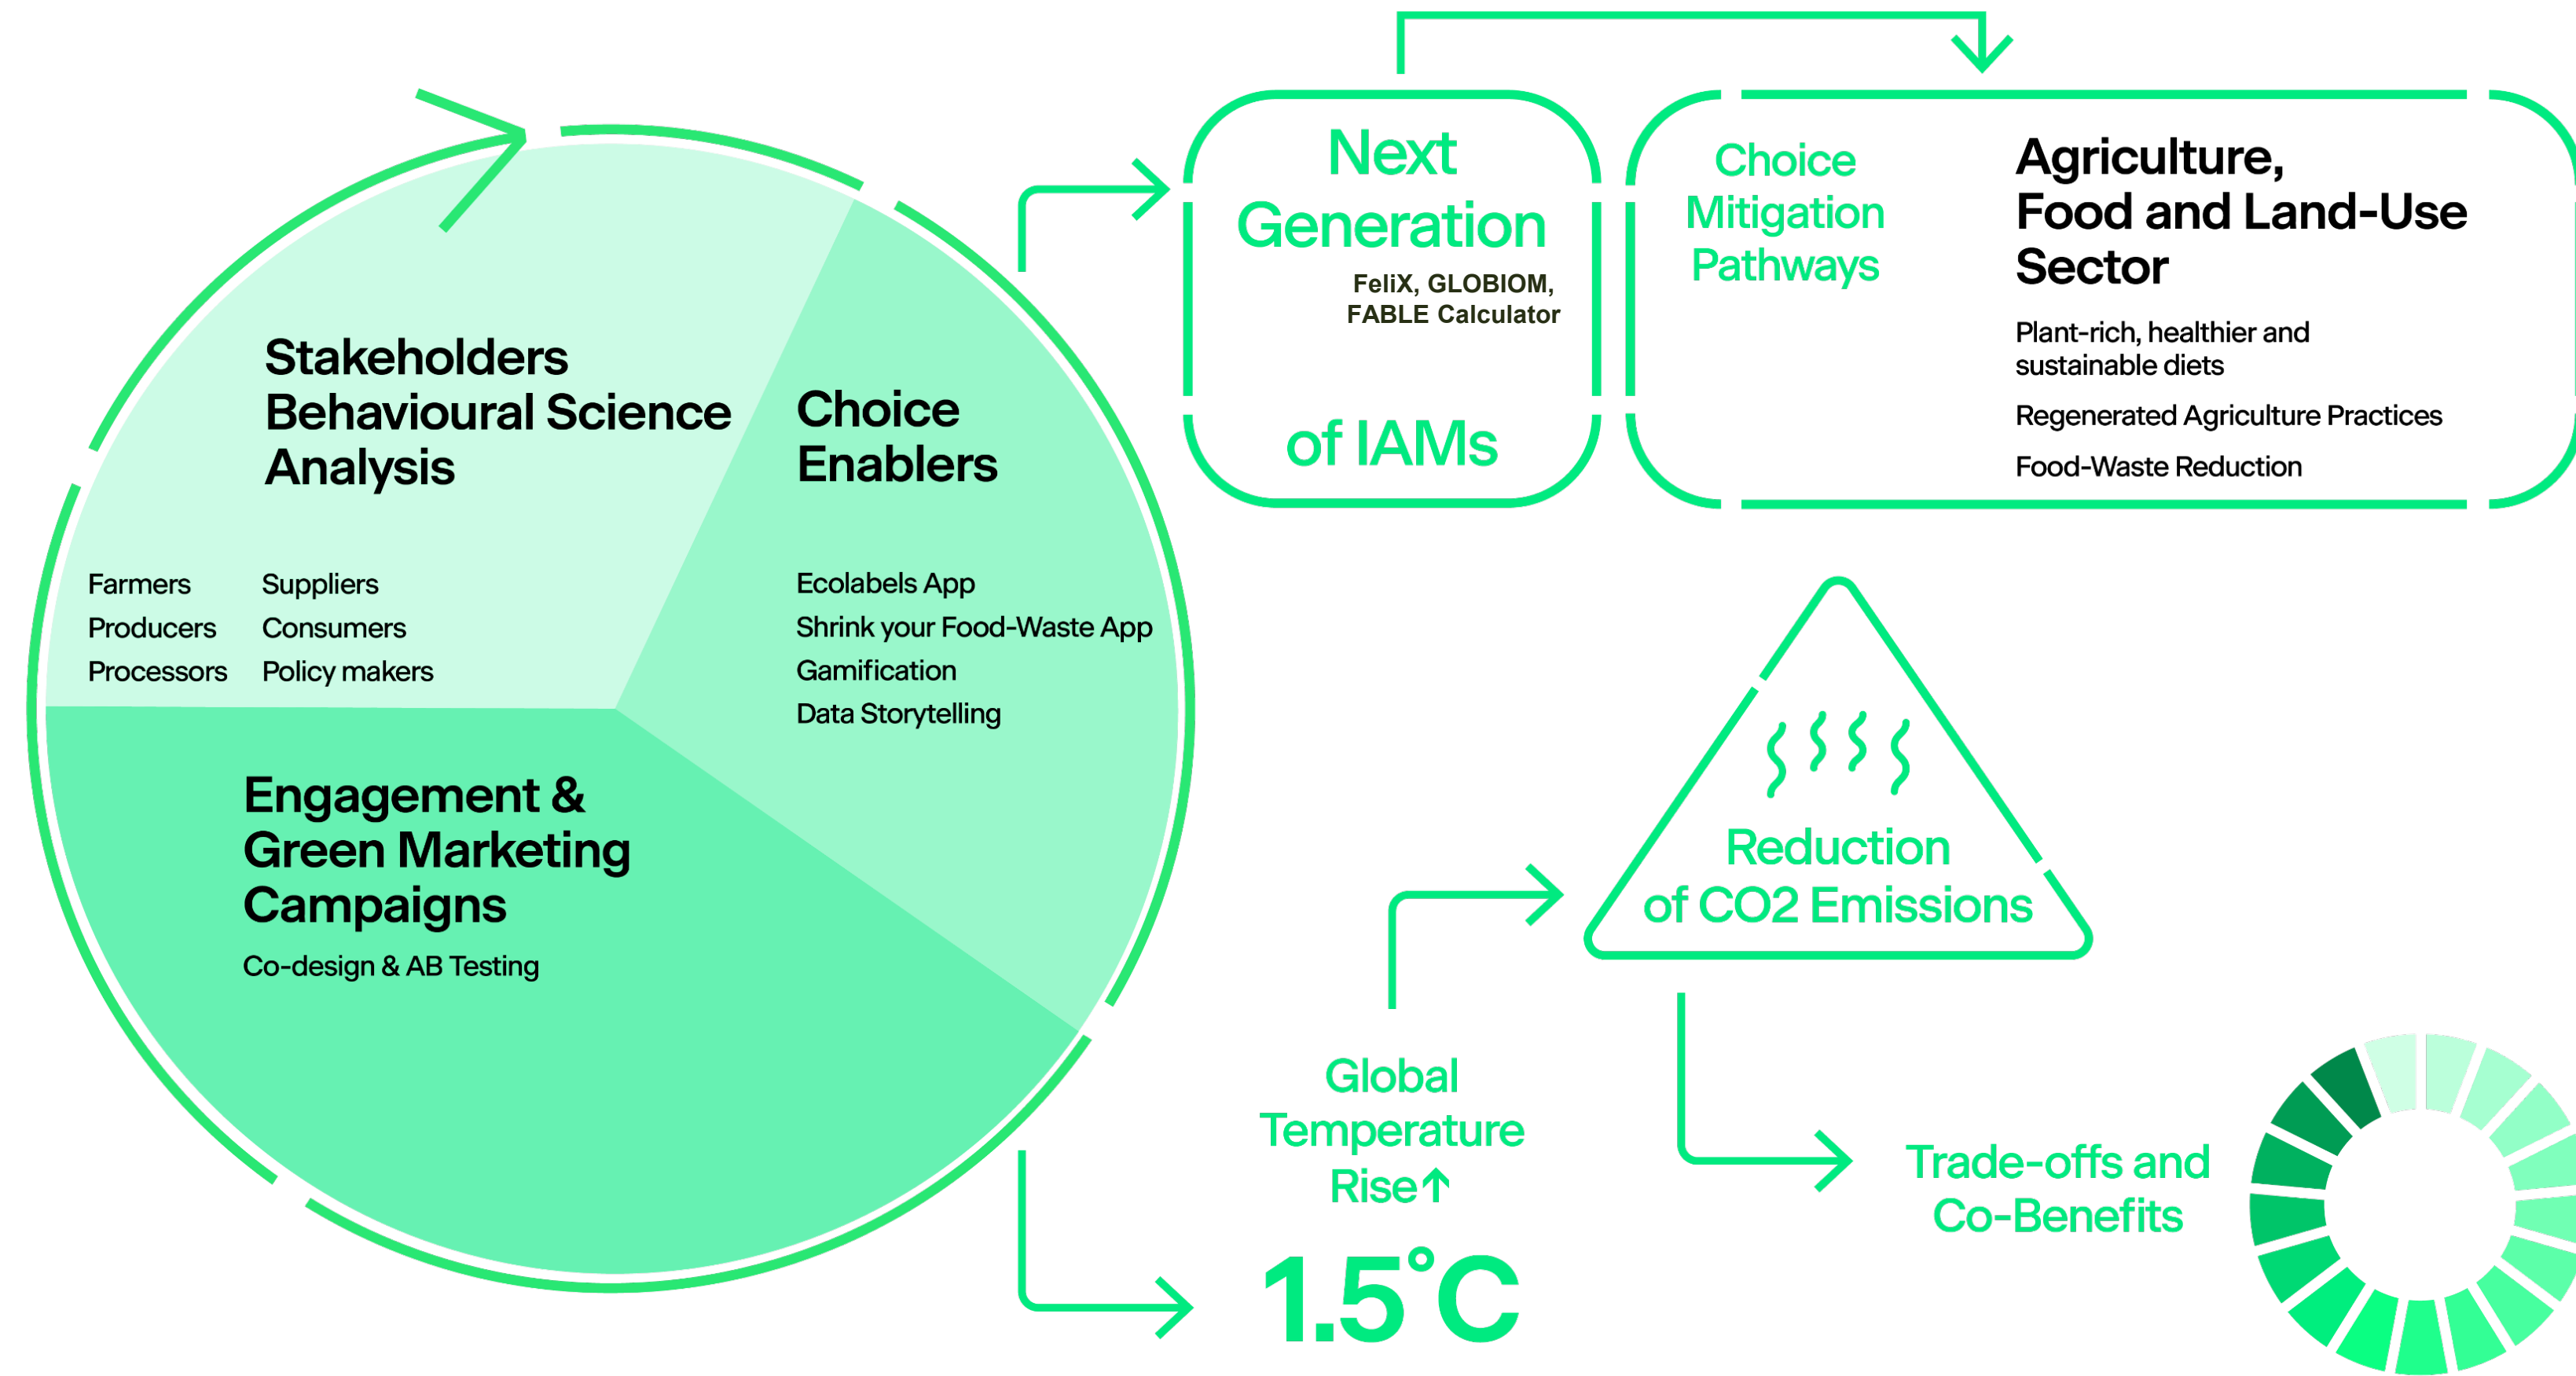 Stakeholders
Behavioural Science
Analysis
Farmers
Producers
Processors
Suppliers
Consumers
Policy makers
Choice
Enablers
Ecolabels App
Shrink your Food-Waste App
Gamification
Data Storytelling
Engagement &
Green Marketing
Campaigns
Co-design & AB Testing
Next
Generation
FeliX, GLOBIOM,
FABLE Calculator
of IAMs
Choice
Mitigation
Pathways
Agriculture,
Food and Land-Use
Sector
Plant-rich, healthier and
sustainable diets
Regenerated Agriculture Practices
Food-Waste Reduction
Reduction
of CO2 Emissions
Global
Temperature
Rise↑
1.5°C
Trade-offs and
Co-Benefits